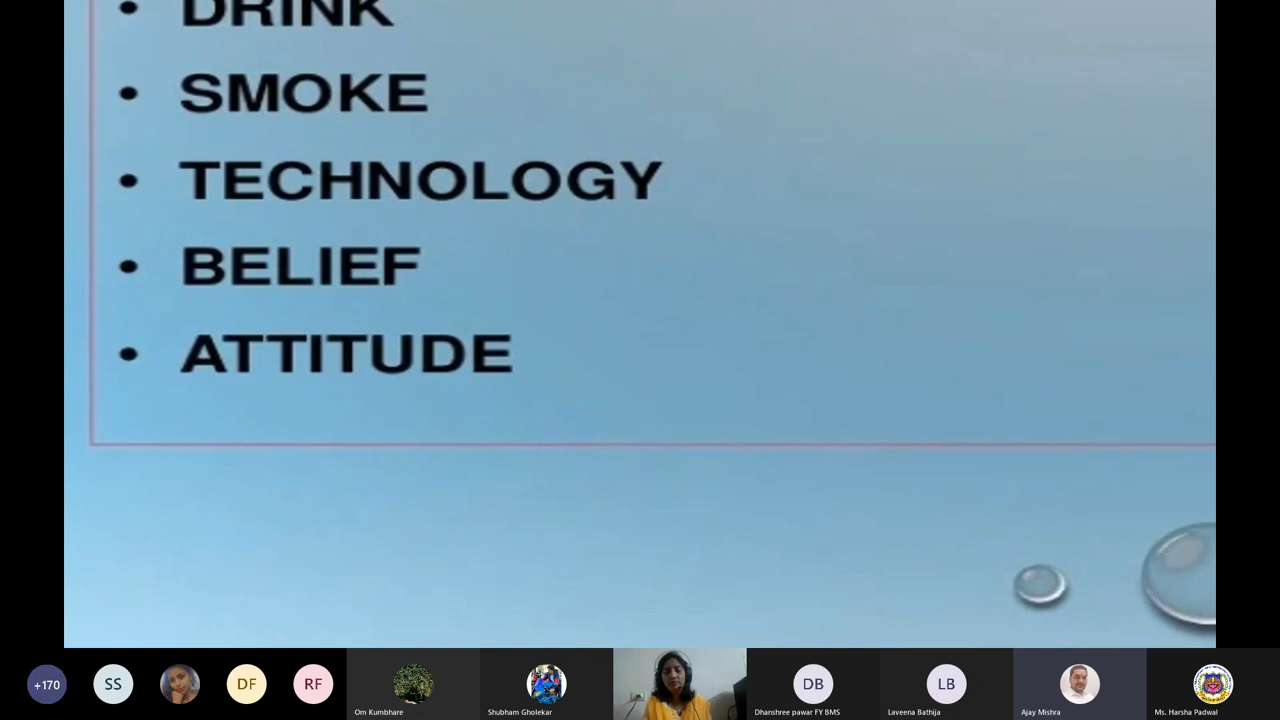 • DRINK
• SMOKE
• TECHNOLOGY
• BELIEF
• ATTITUDE
+170
SS
DF
RF
Om Kumbhare
Shubham Gholekar
DB
Dhanshree pawar FY BMS
LB
Laveena Bathija
Ajay Mishra
Ms. Harsha Padwal